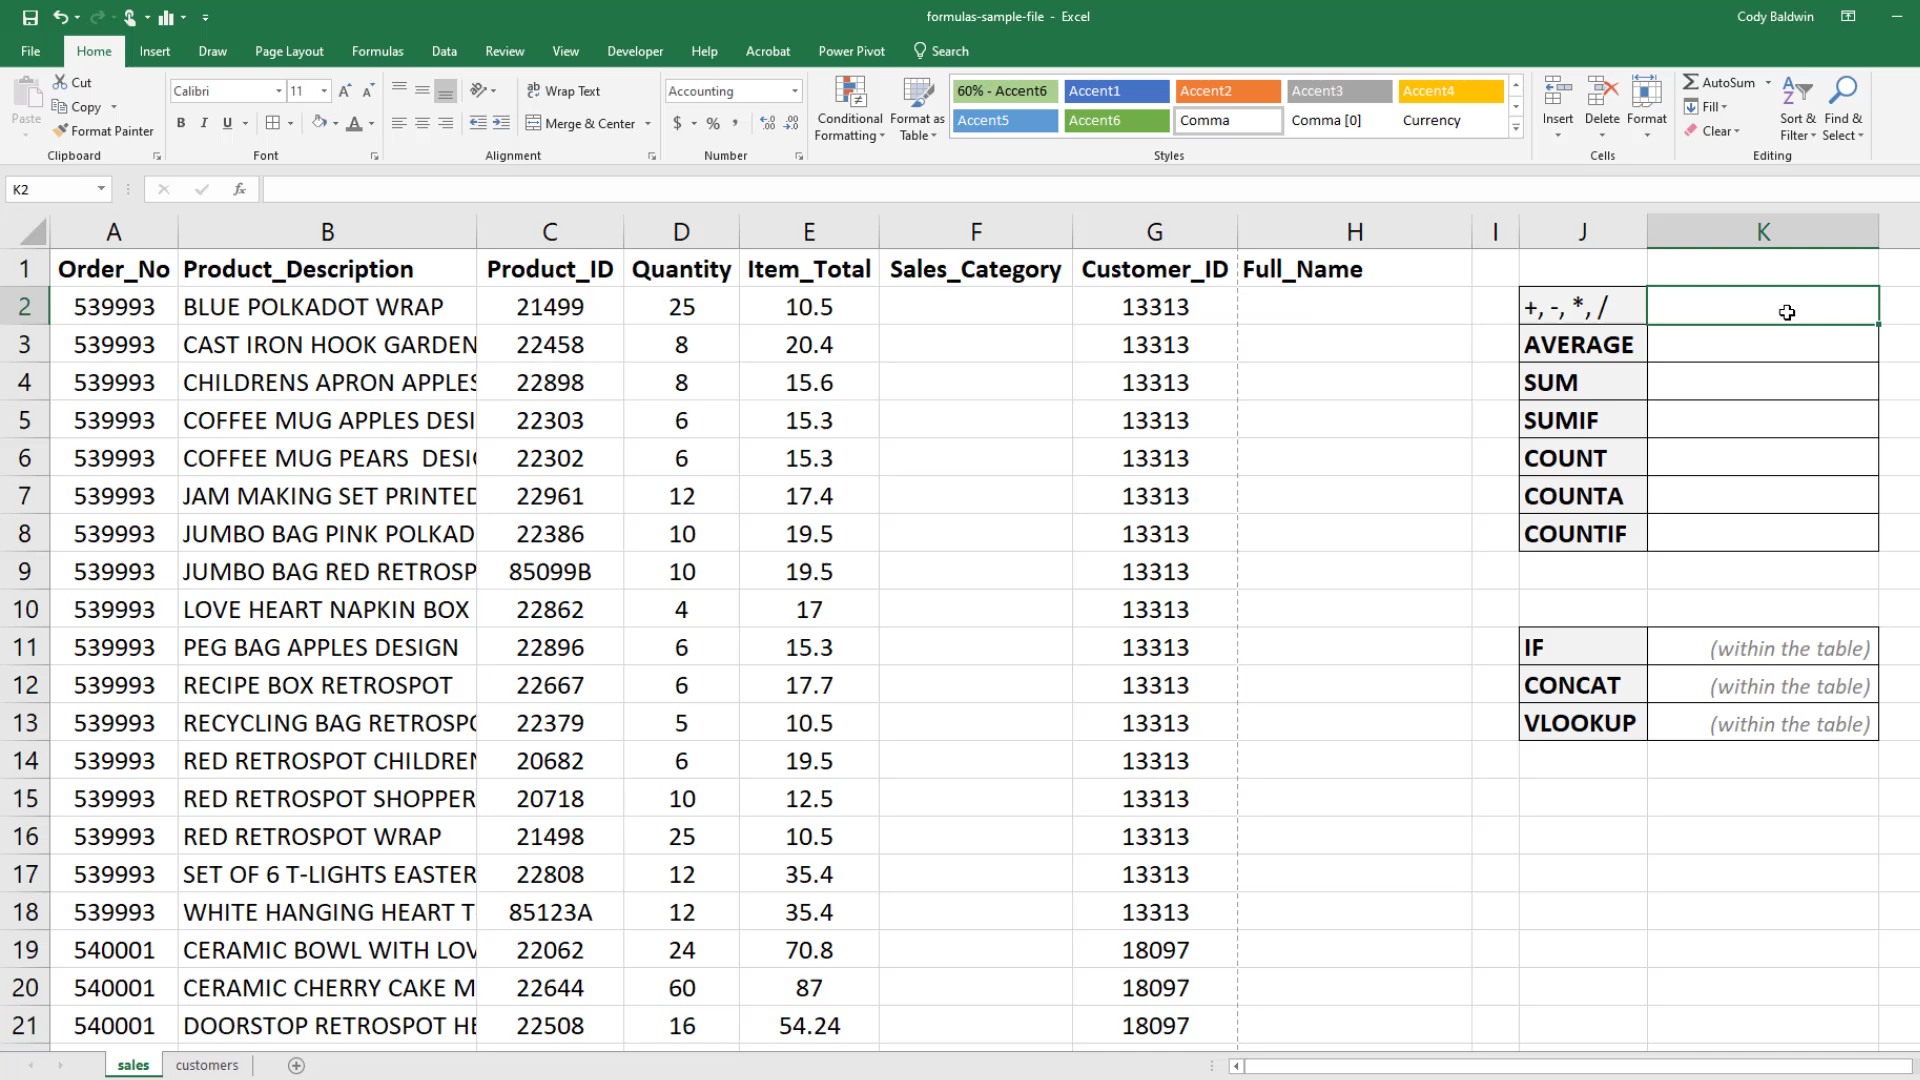 formulas-sample-file - Excel
Cody Baldwin
File Home Insert Draw Page Layout Formulas Data Review View Developer Help Acrobat Power Pivot Search
Paste
Cut
Copy
Format Painter
Clipboard
Calibri 11
B I U
Font
Wrap Text
Merge & Center
Alignment
Accounting
$ % ,
Number
Conditional Formatting
Format as Table
60% - Accent6 Accent1 Accent2 Accent3 Accent4
Accent5 Accent6 Comma Comma [0] Currency
Styles
Insert Delete Format
Cells
AutoSum
Fill
Clear
Sort & Filter
Find & Select
Editing
K2 fx
A B C D E F G H I J K
1 Order_No Product_Description Product_ID Quantity Item_Total Sales_Category Customer_ID Full_Name
2 539993 BLUE POLKADOT WRAP 21499 25 10.5 13313 +, -, *, /
3 539993 CAST IRON HOOK GARDEN 22458 8 20.4 13313 AVERAGE
4 539993 CHILDRENS APRON APPLES 22898 8 15.6 13313 SUM
5 539993 COFFEE MUG APPLES DESI 22303 6 15.3 13313 SUMIF
6 539993 COFFEE MUG PEARS  DESI 22302 6 15.3 13313 COUNT
7 539993 JAM MAKING SET PRINTED 22961 12 17.4 13313 COUNTA
8 539993 JUMBO BAG PINK POLKAD 22386 10 19.5 13313 COUNTIF
9 539993 JUMBO BAG RED RETROSP 85099B 10 19.5 13313
10 539993 LOVE HEART NAPKIN BOX 22862 4 17 13313
11 539993 PEG BAG APPLES DESIGN 22896 6 15.3 13313 IF (within the table)
12 539993 RECIPE BOX RETROSPOT 22667 6 17.7 13313 CONCAT (within the table)
13 539993 RECYCLING BAG RETROSPO 22379 5 10.5 13313 VLOOKUP (within the table)
14 539993 RED RETROSPOT CHILDREN 20682 6 19.5 13313
15 539993 RED RETROSPOT SHOPPER 20718 10 12.5 13313
16 539993 RED RETROSPOT WRAP 21498 25 10.5 13313
17 539993 SET OF 6 T-LIGHTS EASTER 22808 12 35.4 13313
18 539993 WHITE HANGING HEART T 85123A 12 35.4 13313
19 540001 CERAMIC BOWL WITH LOV 22062 24 70.8 18097
20 540001 CERAMIC CHERRY CAKE M 22644 60 87 18097
21 540001 DOORSTOP RETROSPOT HE 22508 16 54.24 18097
sales customers